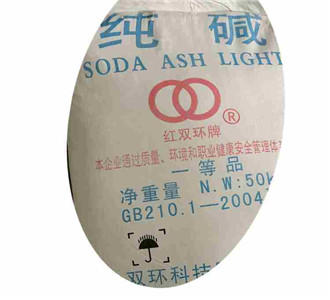 纯碱
SODA ASH LIGHT
®
红双环牌
本企业通过质量、环境和职业健康安全管理体
一等品
净重量 N.W:50K
GB210.1-2004
双环科技